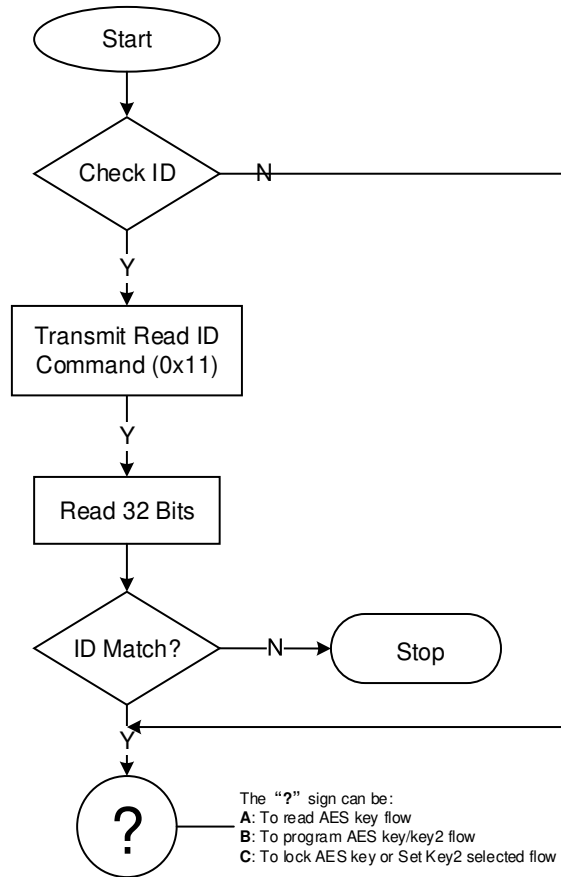 Start
Check ID
N
Y
Transmit Read ID
Command (0x11)
Y
Read 32 Bits
ID Match?
N
Stop
Y
?
The “?” sign can be:
A: To read AES key flow
B: To program AES key/key2 flow
C: To lock AES key or Set Key2 selected flow